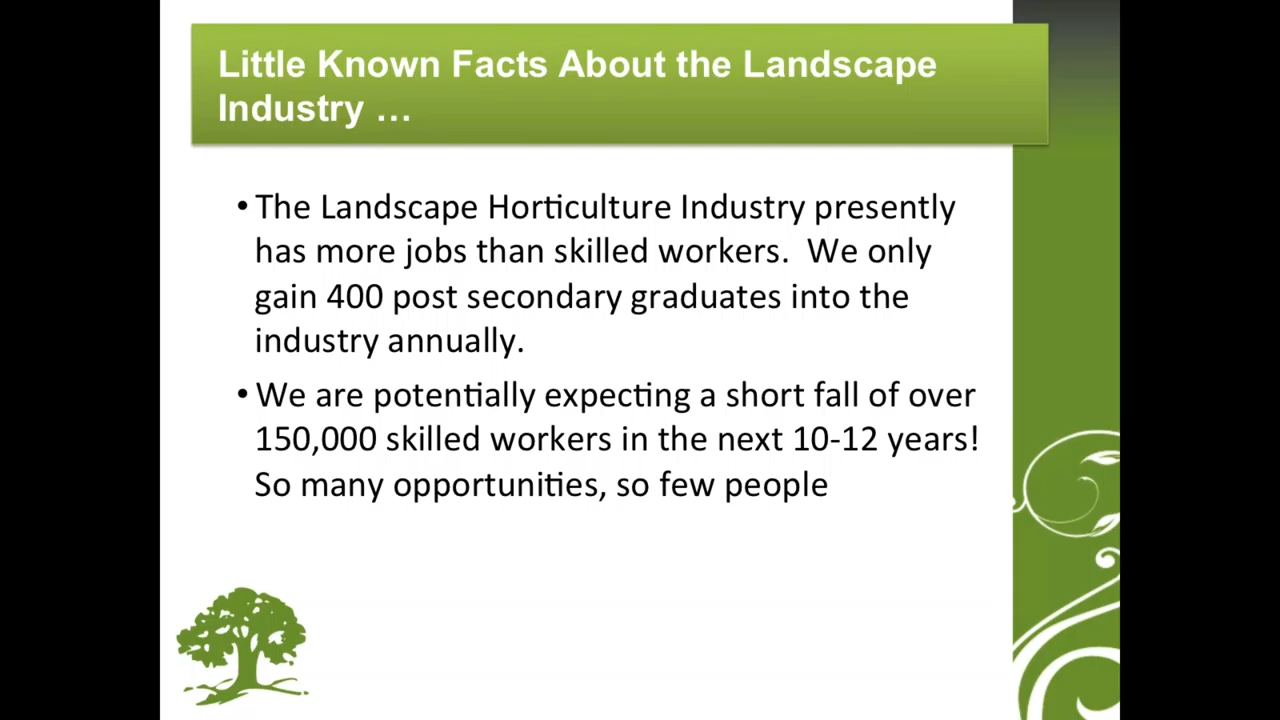 Little Known Facts About the Landscape
Industry …
• The Landscape Horticulture Industry presently
has more jobs than skilled workers.  We only
gain 400 post secondary graduates into the
industry annually.
• We are potentially expecting a short fall of over
150,000 skilled workers in the next 10-12 years!
So many opportunities, so few people